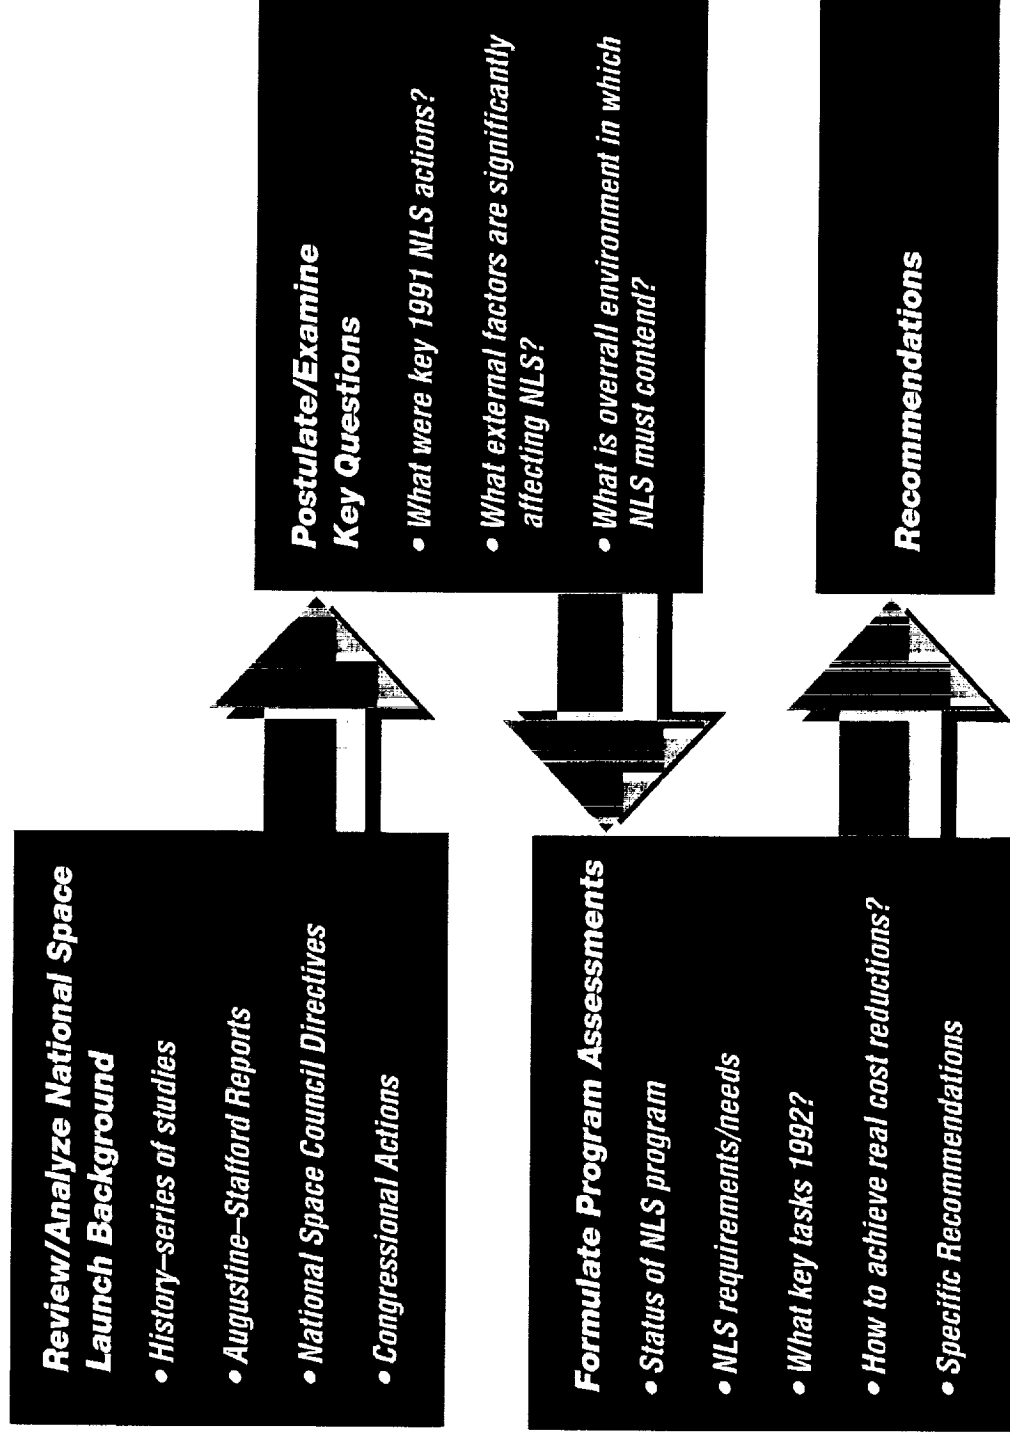 Review/Analyze National Space
Launch Background
• History–series of studies
• Augustine–Stafford Reports
• National Space Council Directives
• Congressional Actions
Postulate/Examine
Key Questions
• What were key 1991 NLS actions?
• What external factors are significantly
affecting NLS?
• What is overrall environment in which
NLS must contend?
Formulate Program Assessments
• Status of NLS program
• NLS requirements/needs
• What key tasks 1992?
• How to achieve real cost reductions?
• Specific Recommendations
Recommendations